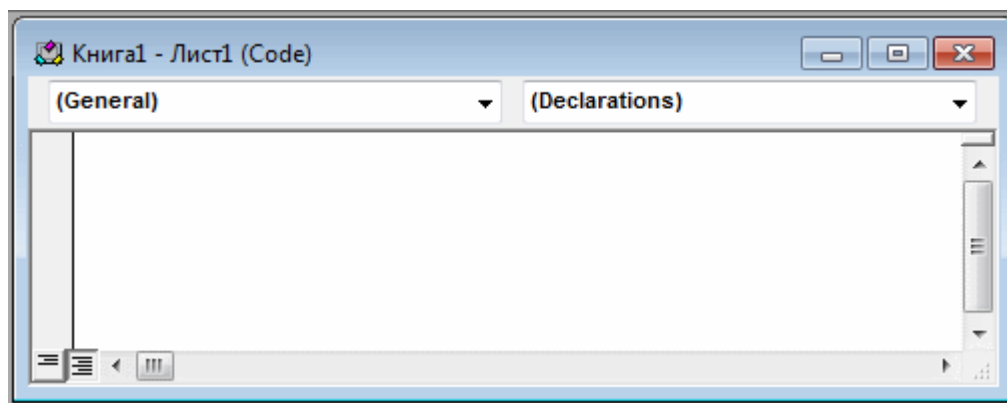 Книга1 - Лист1 (Code)
(General) (Declarations)